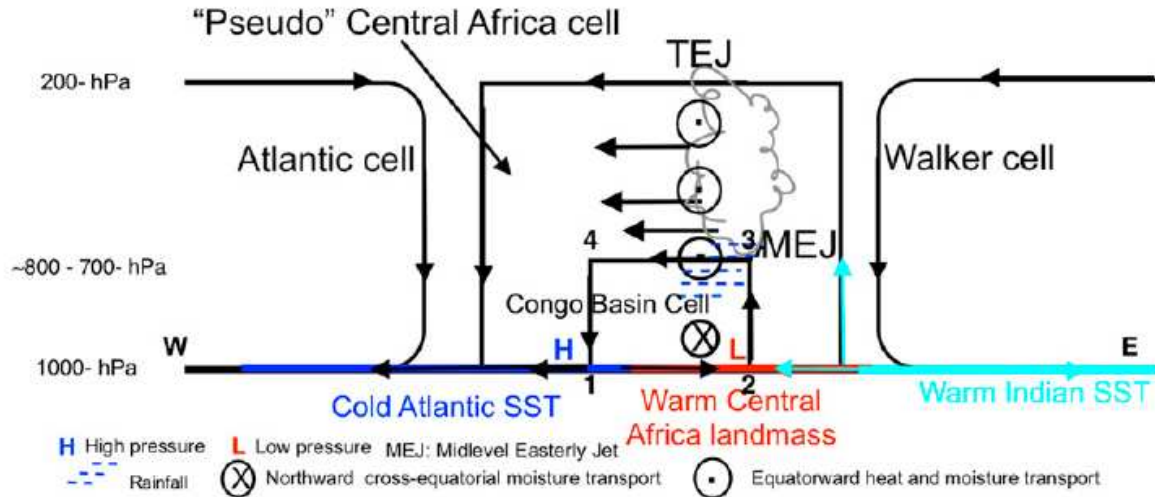 "Pseudo" Central Africa cell
TEJ
200- hPa
Atlantic cell
Walker cell
4
3
MEJ
~800 - 700- hPa
Congo Basin Cell
W
H
L
E
1000- hPa
1
2
Cold Atlantic SST
Warm Central
Africa landmass
Warm Indian SST
H High pressure
L Low pressure
MEJ: Midlevel Easterly Jet
Rainfall
X Northward cross-equatorial moisture transport
Equatorward heat and moisture transport